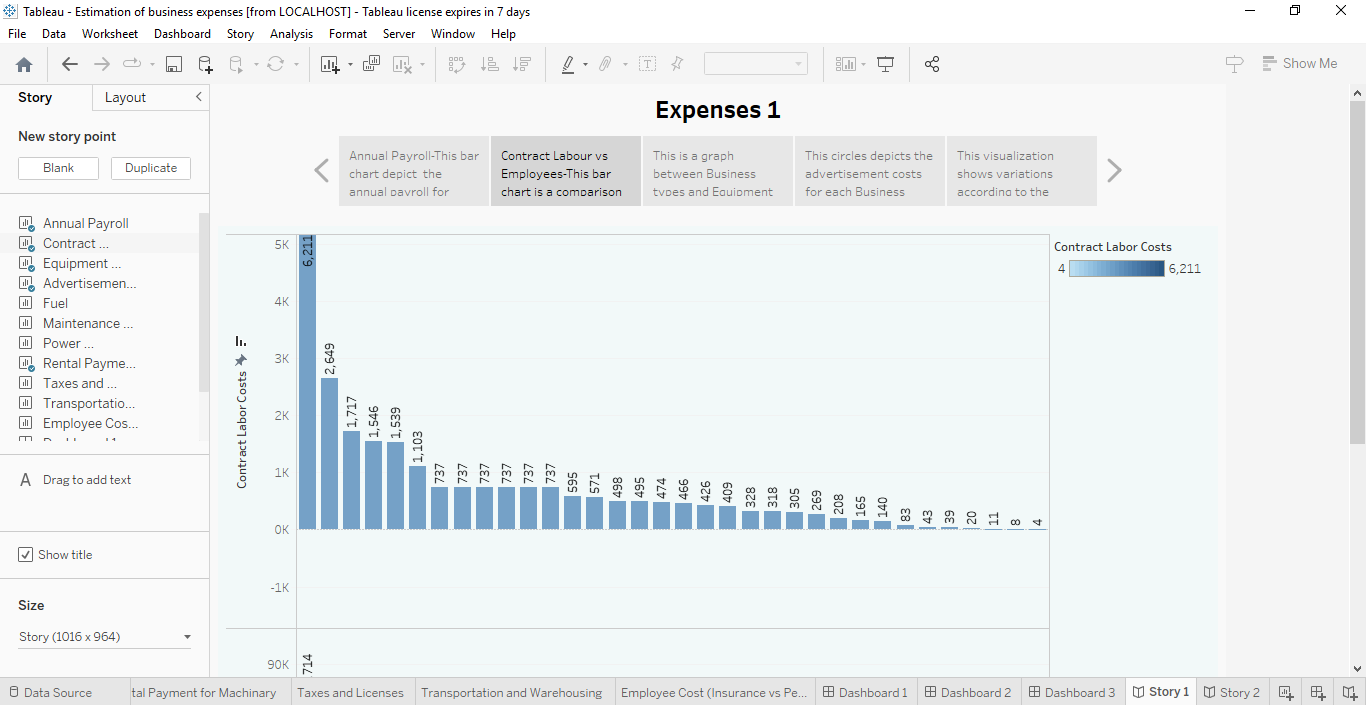 Tableau - Estimation of business expenses [from LOCALHOST] - Tableau license expires in 7 days
File Data Worksheet Dashboard Story Analysis Format Server Window Help
Show Me
Story Layout
New story point
Blank Duplicate
Annual Payroll
Contract ...
Equipment ...
Advertisemen...
Fuel
Maintenance ...
Power ...
Rental Payme...
Taxes and ...
Transportatio...
Employee Cos...
Dashboard 1
A Drag to add text
Show title
Size
Story (1016 x 964)
Expenses 1
Annual Payroll-This bar
chart depict the
annual payroll for
Contract Labour vs
Employees-This bar
chart is a comparison
This is a graph
between Business
types and Equipment
This circles depicts the
advertisement costs
for each Business
This visualization
shows variations
according to the
Contract Labor Costs
5K
4K
3K
2K
1K
0K
-1K
90K
6,211
2,649
1,717
1,546
1,539
1,103
737
737
737
737
737
737
595
571
498
495
474
466
426
409
328
318
305
269
208
165
140
83
43
39
20
11
8
4
,714
Contract Labor Costs
4 6,211
Data Source
tal Payment for Machinary
Taxes and Licenses
Transportation and Warehousing
Employee Cost (Insurance vs Pe...
Dashboard 1
Dashboard 2
Dashboard 3
Story 1
Story 2